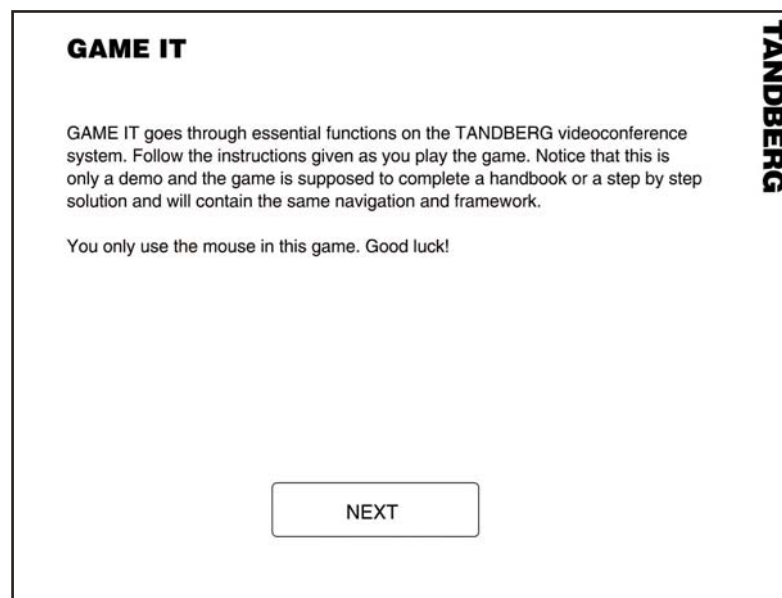 GAME IT
TANDBERG
GAME IT goes through essential functions on the TANDBERG videoconference
system. Follow the instructions given as you play the game. Notice that this is
only a demo and the game is supposed to complete a handbook or a step by step
solution and will contain the same navigation and framework.
You only use the mouse in this game. Good luck!
NEXT